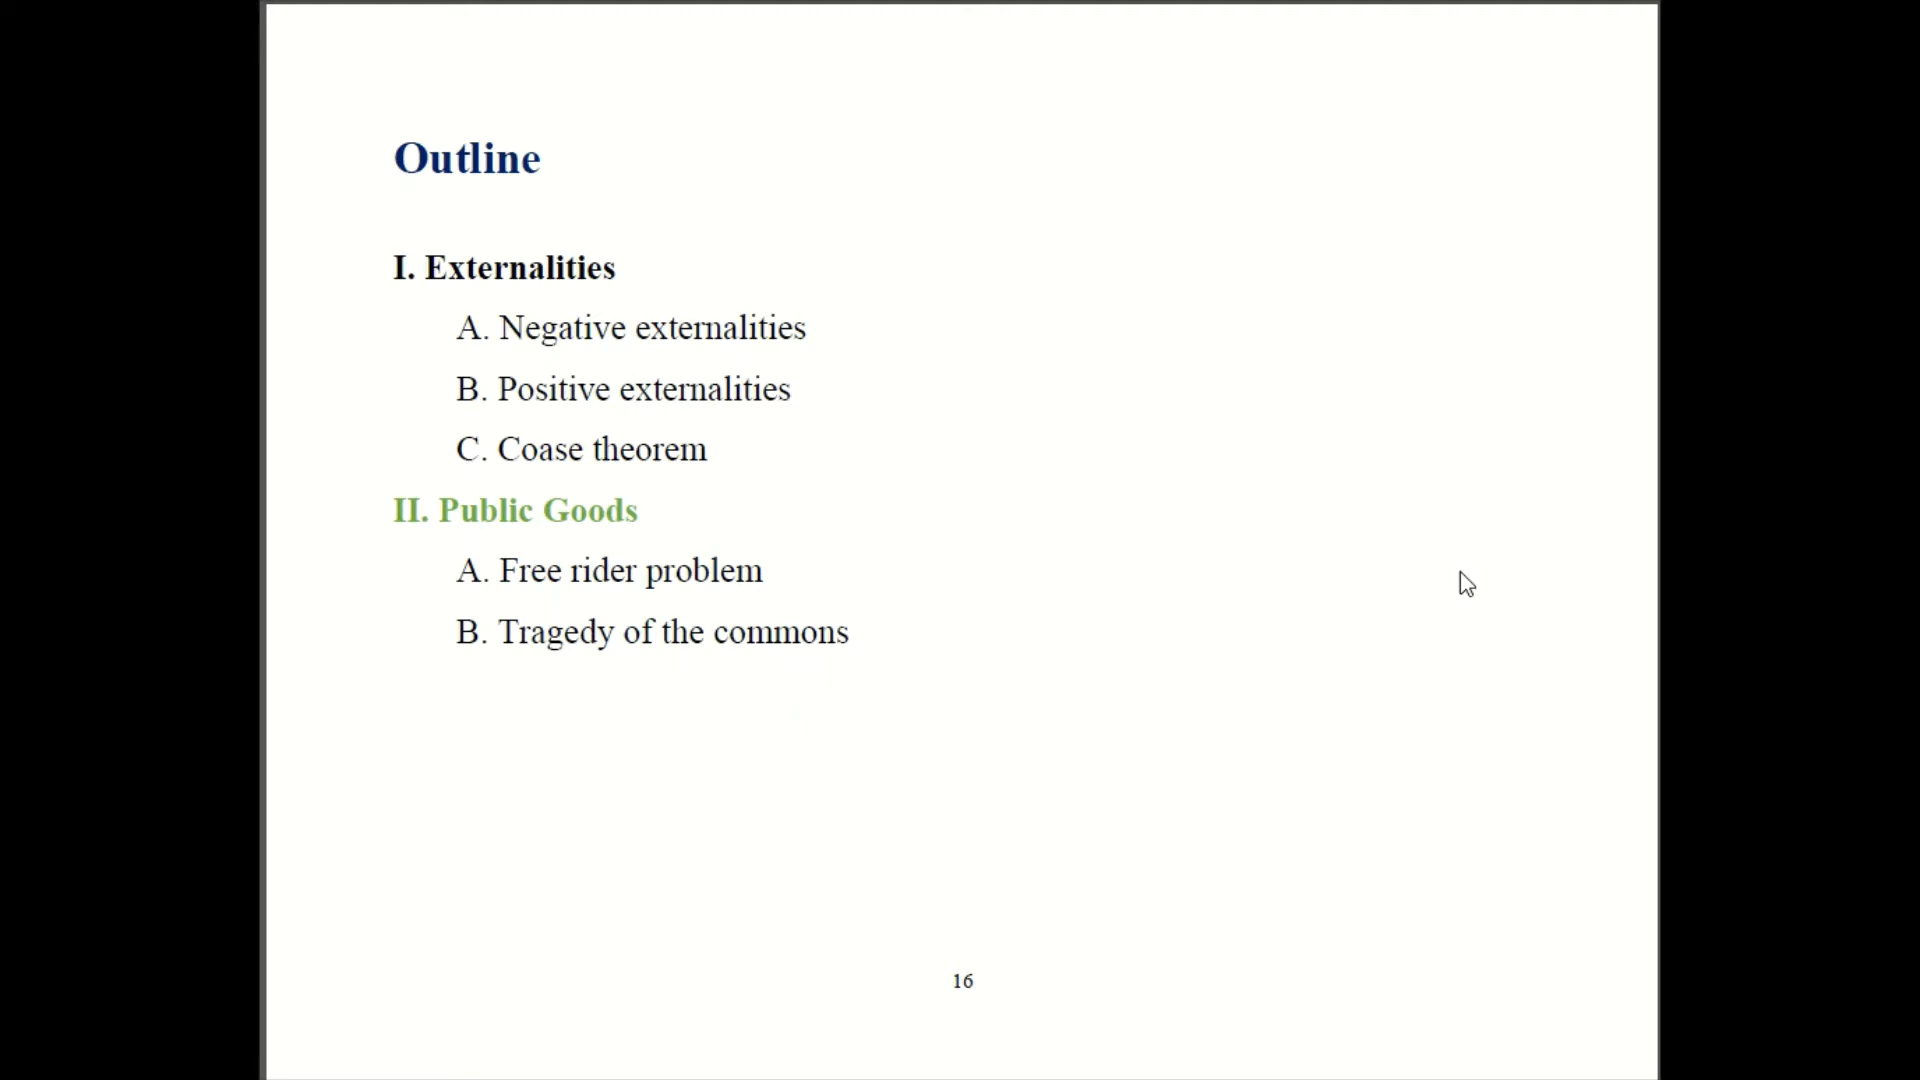 Outline
I. Externalities
A. Negative externalities
B. Positive externalities
C. Coase theorem
II. Public Goods
A. Free rider problem
B. Tragedy of the commons
16